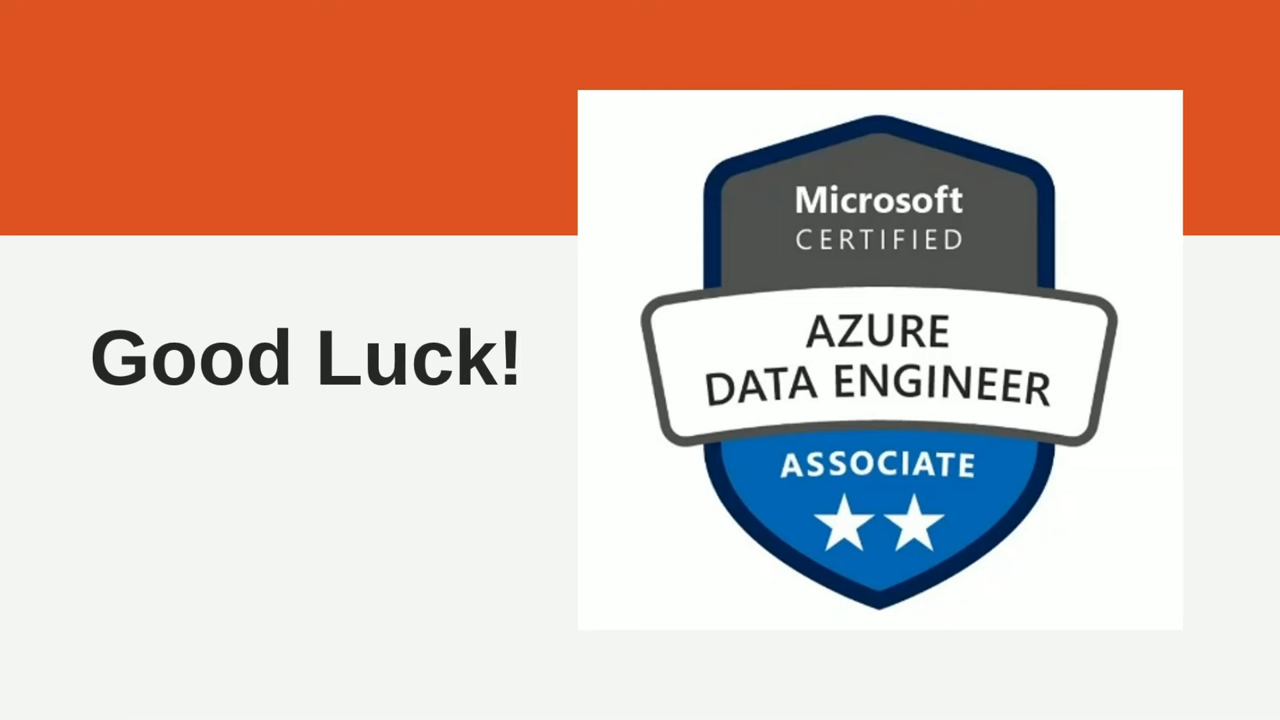 Good Luck!
Microsoft
CERTIFIED
AZURE
DATA ENGINEER
ASSOCIATE